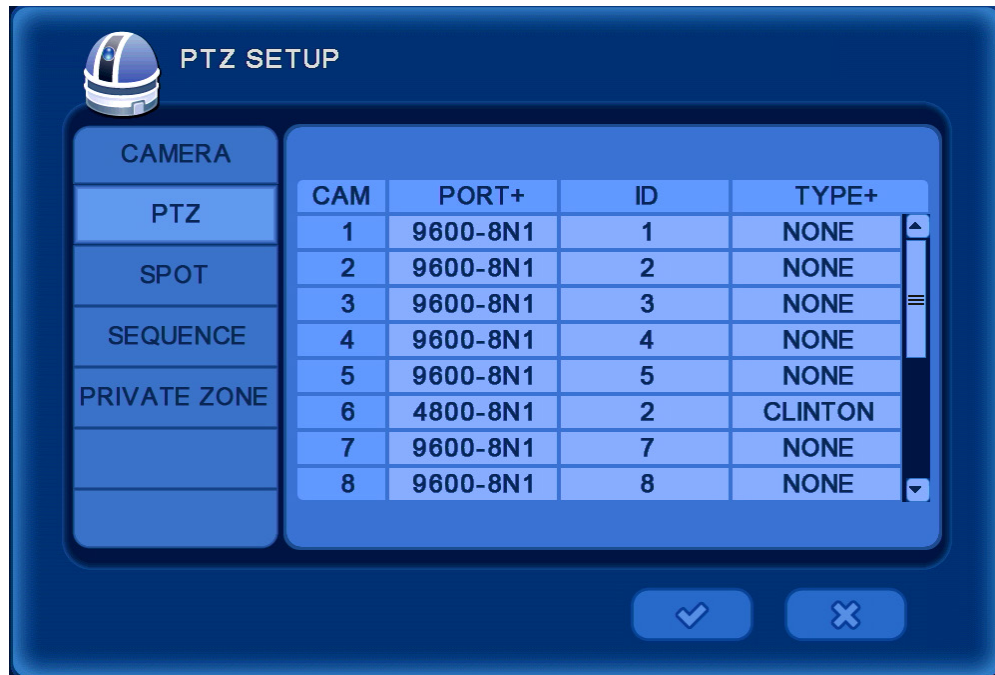 PTZ SETUP
CAMERA
PTZ
SPOT
SEQUENCE
PRIVATE ZONE
CAM PORT+ ID TYPE+
1 9600-8N1 1 NONE
2 9600-8N1 2 NONE
3 9600-8N1 3 NONE
4 9600-8N1 4 NONE
5 9600-8N1 5 NONE
6 4800-8N1 2 CLINTON
7 9600-8N1 7 NONE
8 9600-8N1 8 NONE